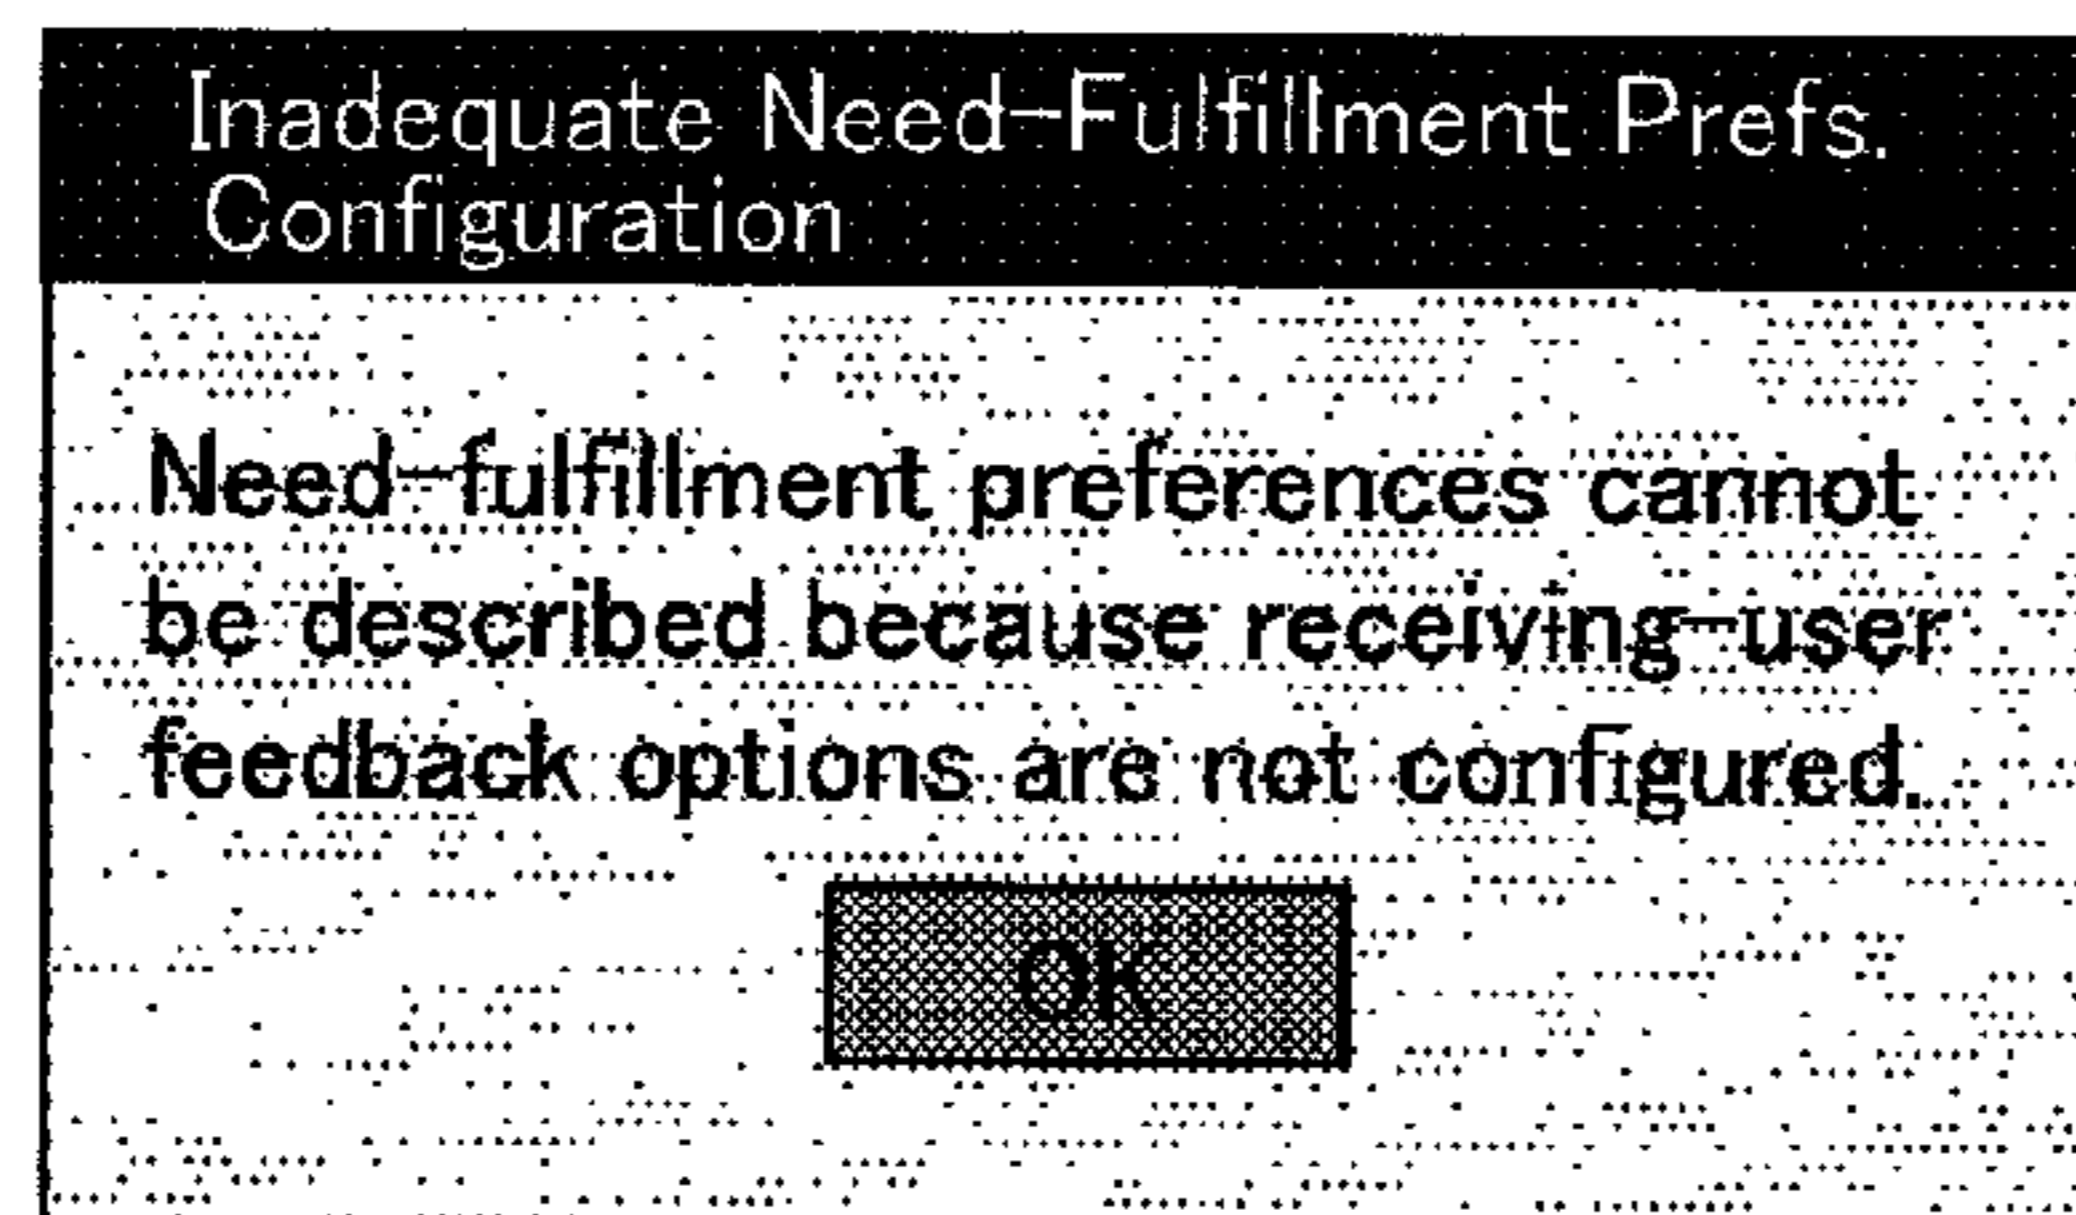 Inadequate Need-Fulfillment Prefs.
Configuration
Need-fulfillment preferences cannot
be described because receiving-user
feedback options are not configured.
OK